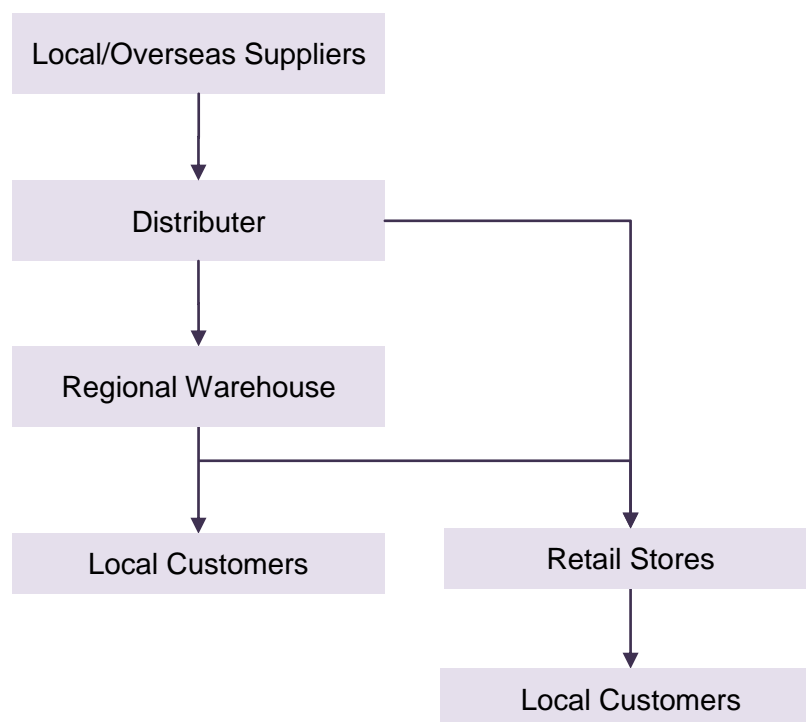 Local/Overseas Suppliers
Distributer
Regional Warehouse
Local Customers
Retail Stores
Local Customers